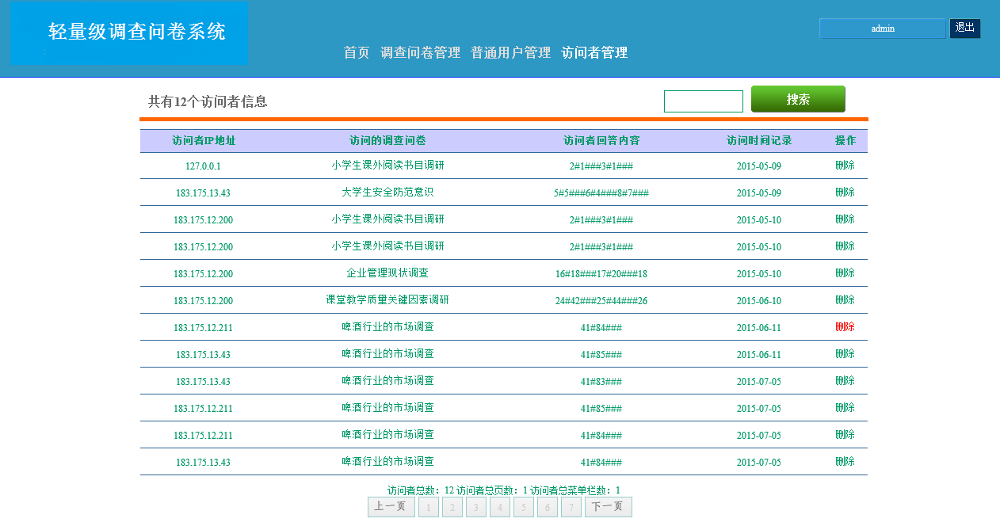 轻量级调查问卷系统
admin 退出
首页 调查问卷管理 普通用户管理 访问者管理
共有12个访问者信息 搜索
访问者IP地址 访问的调查问卷 访问者回答内容 访问时间记录 操作
127.0.0.1 小学生课外阅读书目调研 2#1###3#1### 2015-05-09 删除
183.175.13.43 大学生安全防范意识 5#5###6#4###8#7### 2015-05-09 删除
183.175.12.200 小学生课外阅读书目调研 2#1###3#1### 2015-05-10 删除
183.175.12.200 小学生课外阅读书目调研 2#1###3#1### 2015-05-10 删除
183.175.12.200 企业管理现状调查 16#18###17#20###18 2015-05-10 删除
183.175.12.200 课堂教学质量关键因素调研 24#42###25#44###26 2015-06-10 删除
183.175.12.211 啤酒行业的市场调查 41#84### 2015-06-11 删除
183.175.13.43 啤酒行业的市场调查 41#85### 2015-06-11 删除
183.175.13.43 啤酒行业的市场调查 41#83### 2015-07-05 删除
183.175.12.211 啤酒行业的市场调查 41#85### 2015-07-05 删除
183.175.12.211 啤酒行业的市场调查 41#84### 2015-07-05 删除
183.175.13.43 啤酒行业的市场调查 41#84### 2015-07-05 删除
访问者总数：12 访问者总页数：1 访问者总菜单栏数：1
上一页 1 2 3 4 5 6 7 下一页